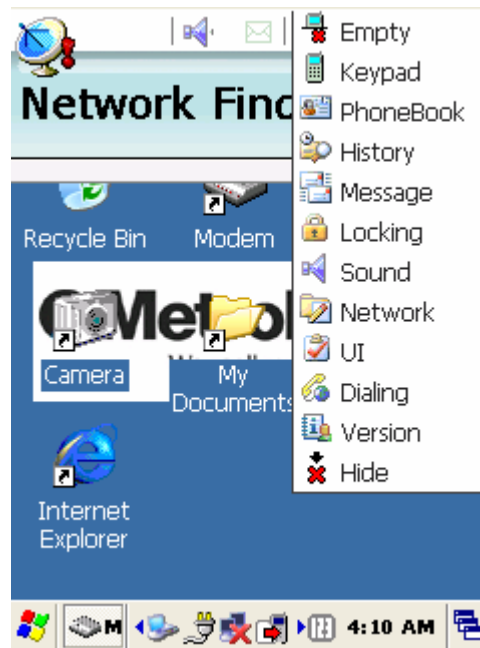 Empty
Keypad
Network Find
PhoneBook
History
Message
Recycle Bin
Modem
Locking
Sound
Network
UI
Camera
My
Documents
Dialing
Version
Hide
Internet
Explorer
M
4:10 AM